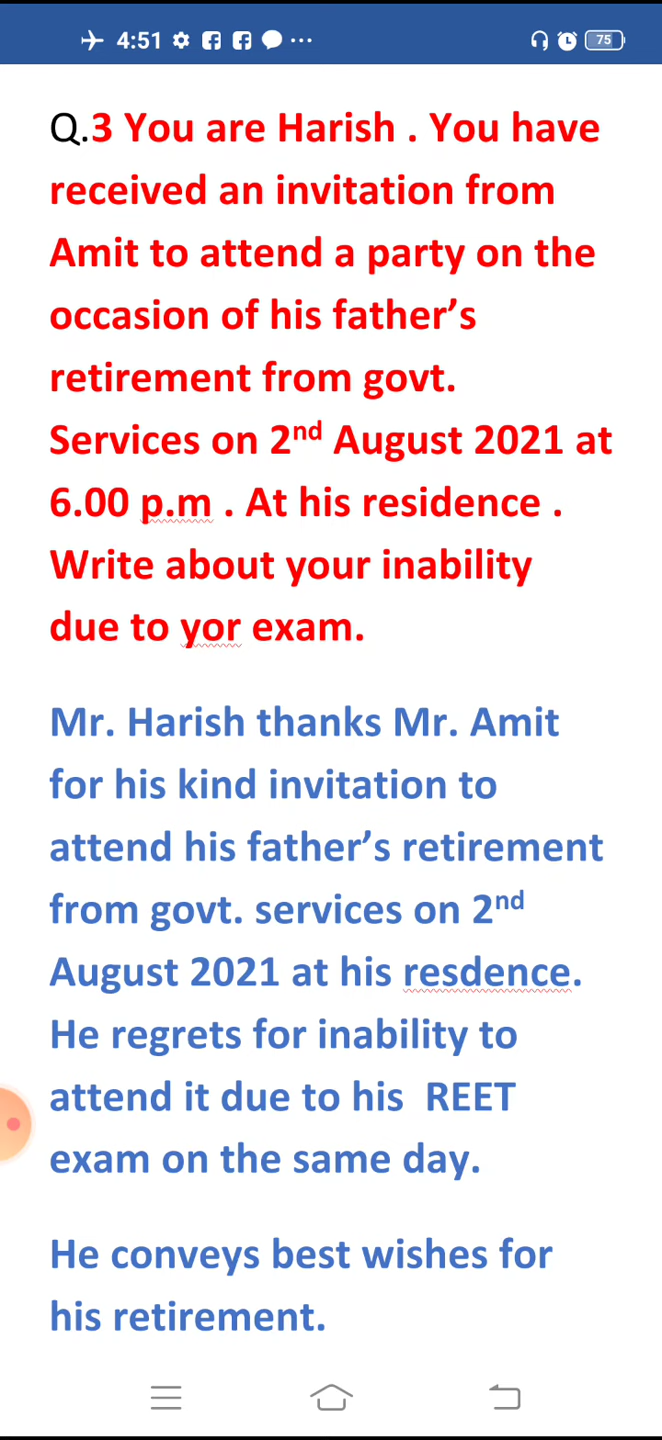 4:51
75
Q.3 You are Harish . You have
received an invitation from
Amit to attend a party on the
occasion of his father’s
retirement from govt.
Services on 2nd August 2021 at
6.00 p.m . At his residence .
Write about your inability
due to yor exam.
Mr. Harish thanks Mr. Amit
for his kind invitation to
attend his father’s retirement
from govt. services on 2nd
August 2021 at his resdence.
He regrets for inability to
attend it due to his  REET
exam on the same day.
He conveys best wishes for
his retirement.